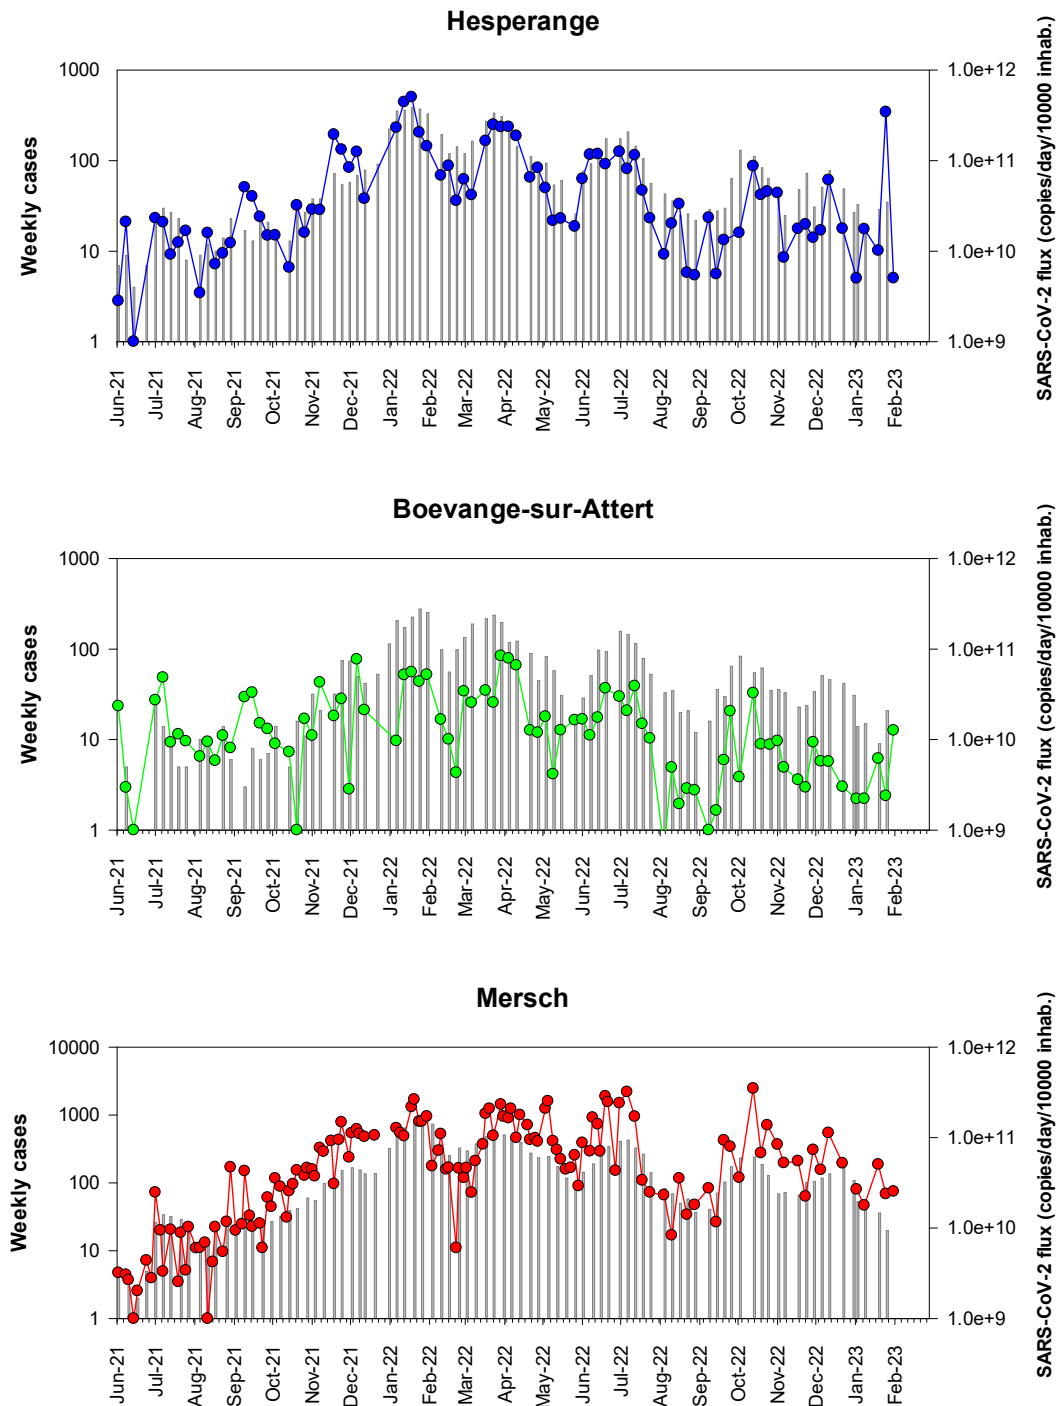 Hesperange
Weekly cases
SARS-CoV-2 flux (copies/day/10000 inhab.)
1000
100
10
1
1.0e+12
1.0e+11
1.0e+10
1.0e+9
Jun-21
Jul-21
Aug-21
Sep-21
Oct-21
Nov-21
Dec-21
Jan-22
Feb-22
Mar-22
Apr-22
May-22
Jun-22
Jul-22
Aug-22
Sep-22
Oct-22
Nov-22
Dec-22
Jan-23
Feb-23
Boevange-sur-Attert
Weekly cases
SARS-CoV-2 flux (copies/day/10000 inhab.)
1000
100
10
1
1.0e+12
1.0e+11
1.0e+10
1.0e+9
Jun-21
Jul-21
Aug-21
Sep-21
Oct-21
Nov-21
Dec-21
Jan-22
Feb-22
Mar-22
Apr-22
May-22
Jun-22
Jul-22
Aug-22
Sep-22
Oct-22
Nov-22
Dec-22
Jan-23
Feb-23
Mersch
Weekly cases
SARS-CoV-2 flux (copies/day/10000 inhab.)
10000
1000
100
10
1
1.0e+12
1.0e+11
1.0e+10
1.0e+9
Jun-21
Jul-21
Aug-21
Sep-21
Oct-21
Nov-21
Dec-21
Jan-22
Feb-22
Mar-22
Apr-22
May-22
Jun-22
Jul-22
Aug-22
Sep-22
Oct-22
Nov-22
Dec-22
Jan-23
Feb-23